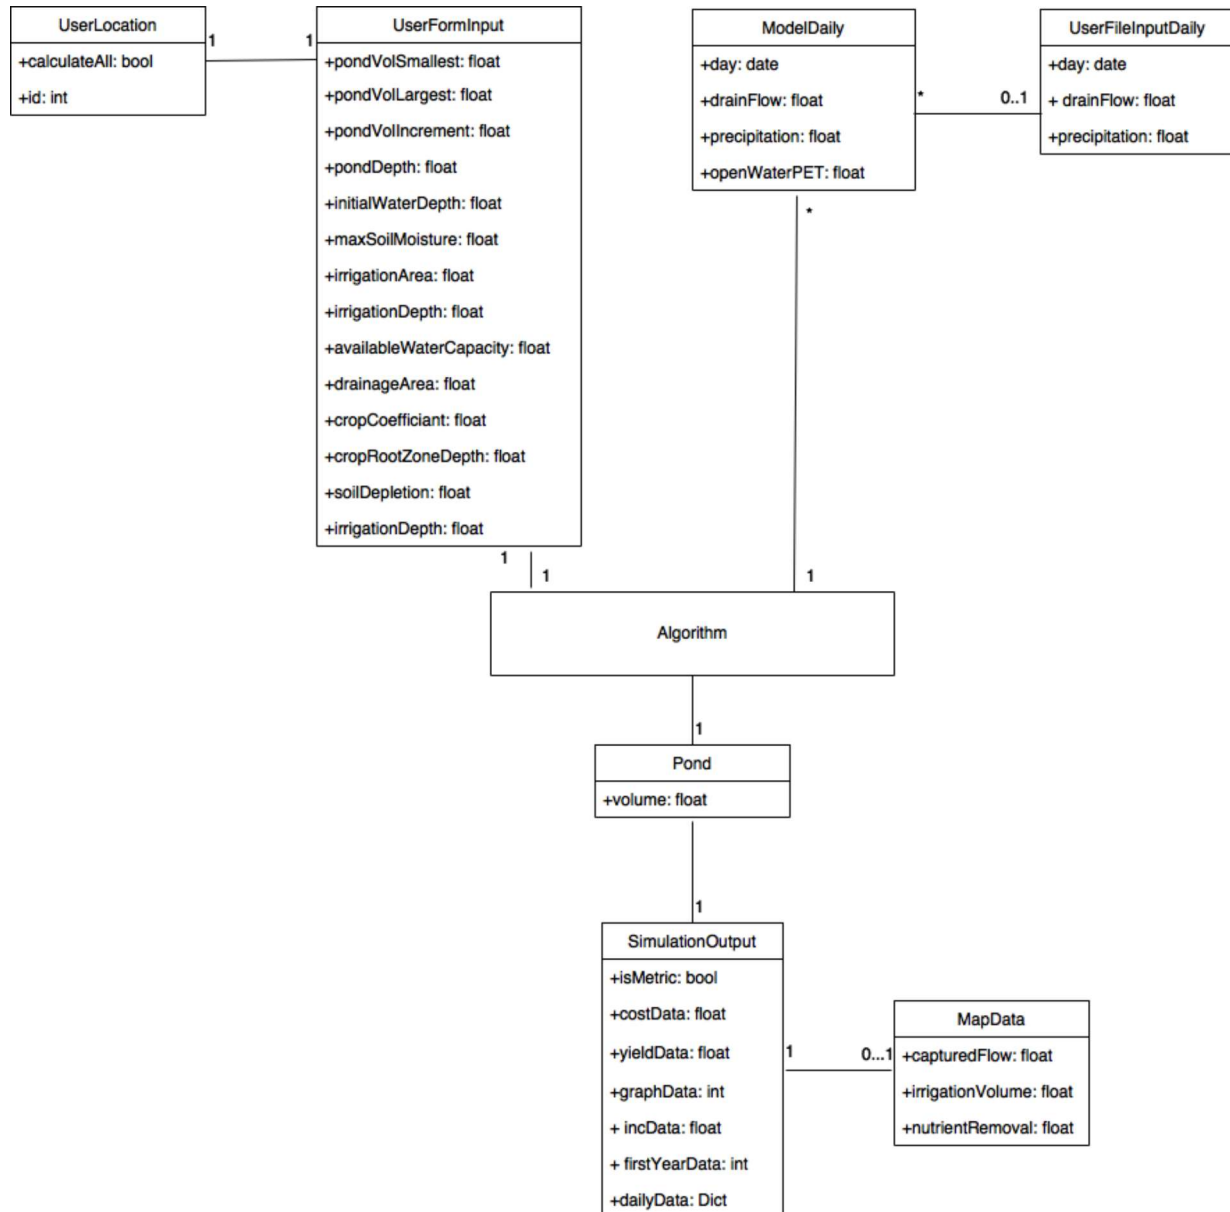 UserLocation
+calculateAll: bool
+id: int
1
1
UserFormInput
+pondVolSmallest: float
+pondVolLargest: float
+pondVolIncrement: float
+pondDepth: float
+initialWaterDepth: float
+maxSoilMoisture: float
+irrigationArea: float
+irrigationDepth: float
+availableWaterCapacity: float
+drainageArea: float
+cropCoefficiant: float
+cropRootZoneDepth: float
+soilDepletion: float
+irrigationDepth: float
ModelDaily
+day: date
+drainFlow: float
+precipitation: float
+openWaterPET: float
*
0..1
UserFileInputDaily
+day: date
+ drainFlow: float
+precipitation: float
*
1
1
1
Algorithm
1
Pond
+volume: float
1
SimulationOutput
+isMetric: bool
+costData: float
+yieldData: float
+graphData: int
+ incData: float
+ firstYearData: int
+dailyData: Dict
1
0...1
MapData
+capturedFlow: float
+irrigationVolume: float
+nutrientRemoval: float